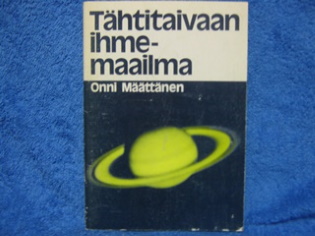 Tähtitaivaan
ihme-
maailma
Onni Määttänen